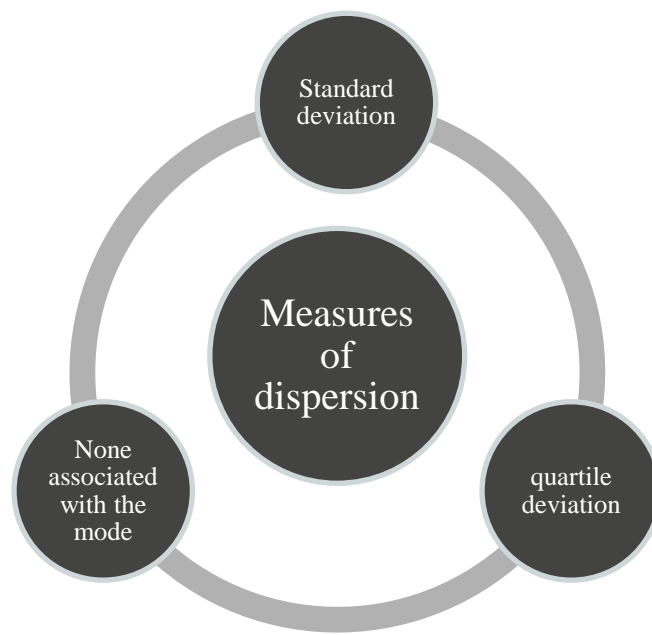 Standard
deviation
Measures
of
dispersion
None
associated
with the
mode
quartile
deviation